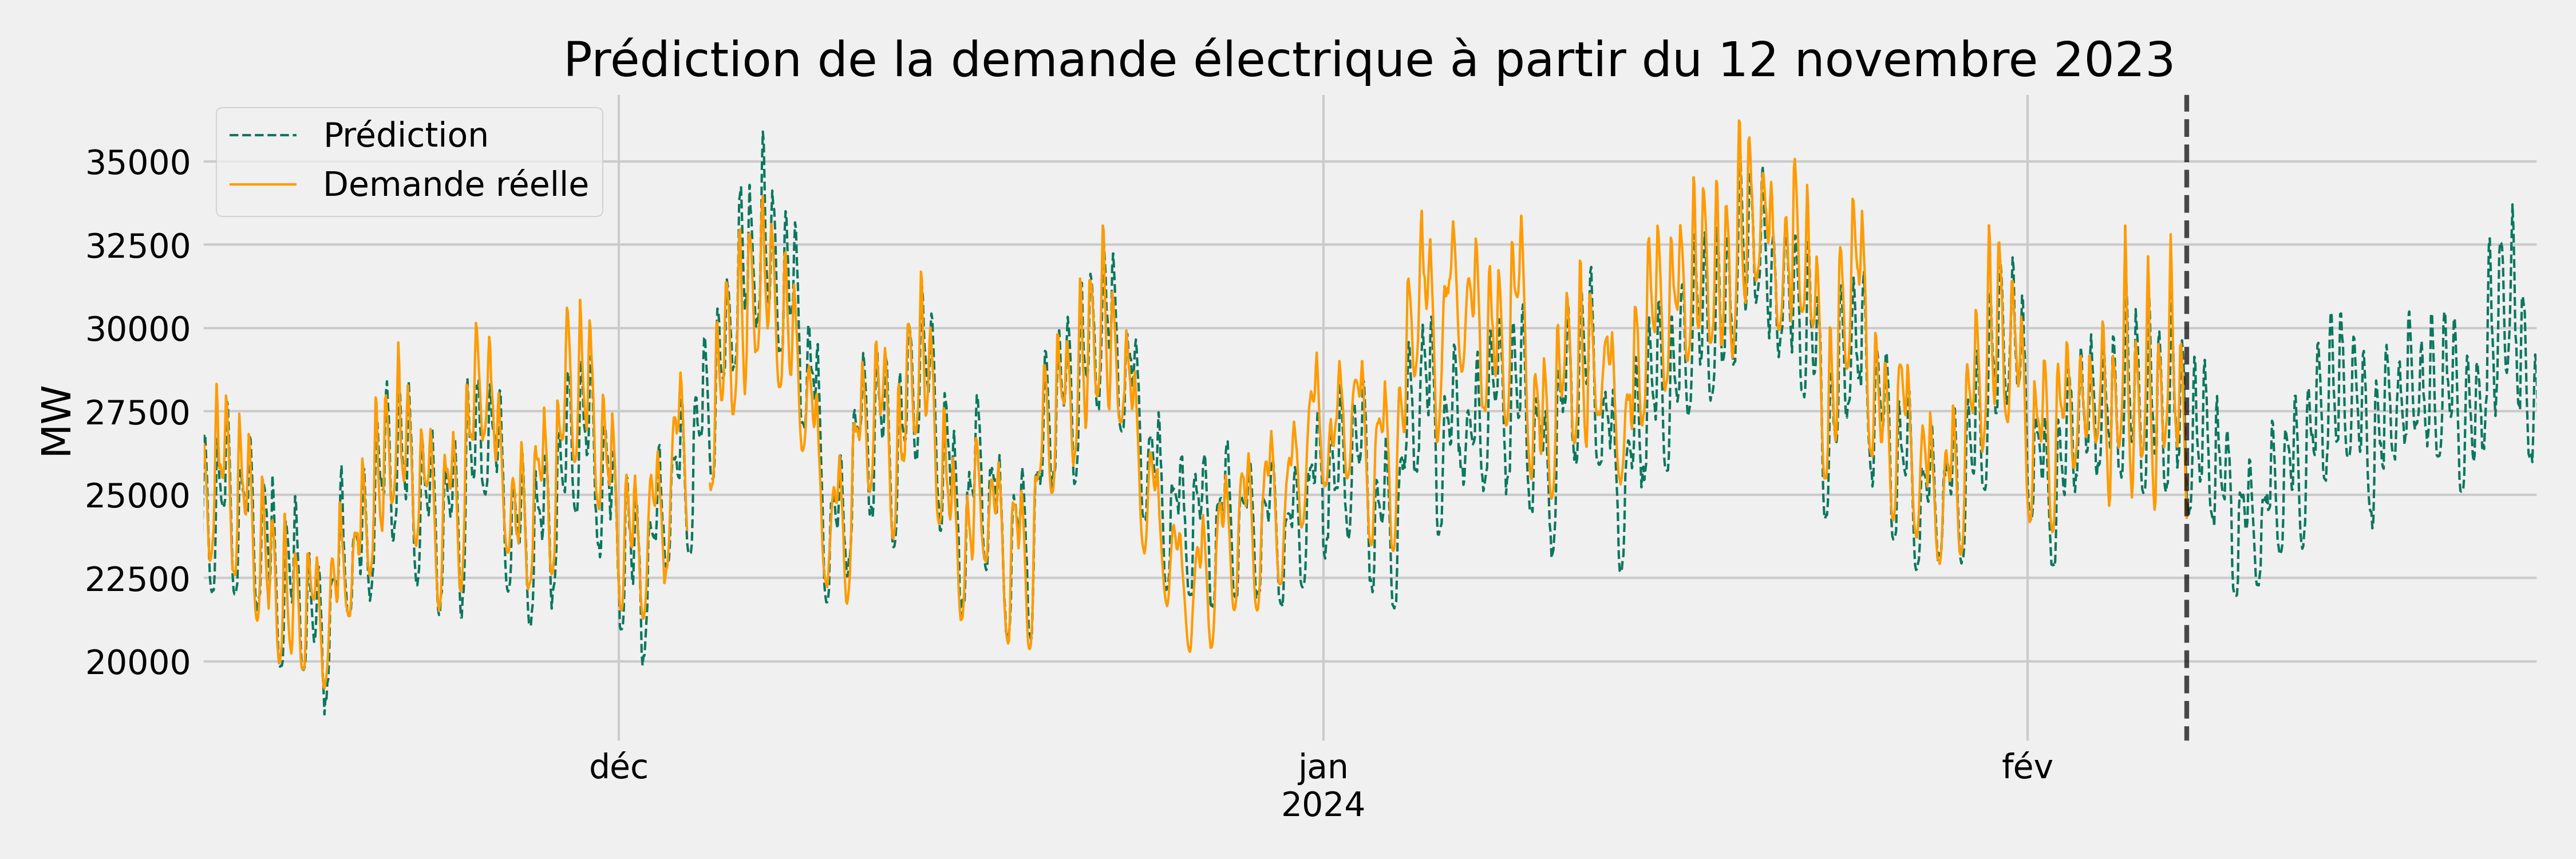 Prédiction de la demande électrique à partir du 12 novembre 2023
Prédiction
Demande réelle
35000
32500
30000
27500
25000
22500
20000
MW
déc
jan
2024
fév